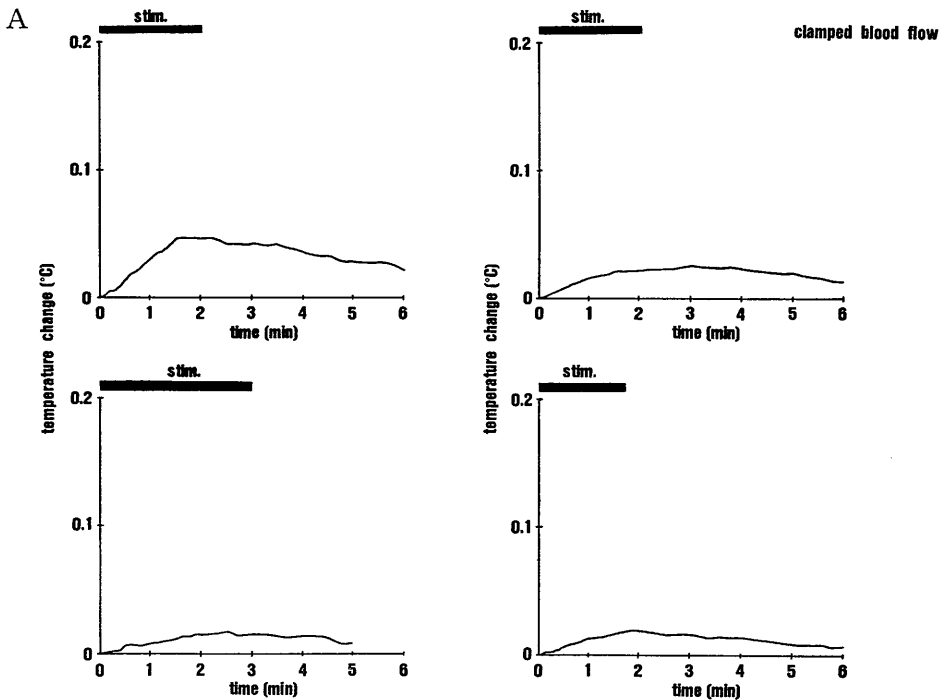 A
stim.
stim.
clamped blood flow
0.2
0.1
0
0 1 2 3 4 5 6
time (min)
0.2
0.1
0
0 1 2 3 4 5 6
time (min)
temperature change (°C)
temperature change (°C)
stim.
0.2
0.1
0
0 1 2 3 4 5 6
time (min)
stim.
0.2
0.1
0
0 1 2 3 4 5 6
time (min)